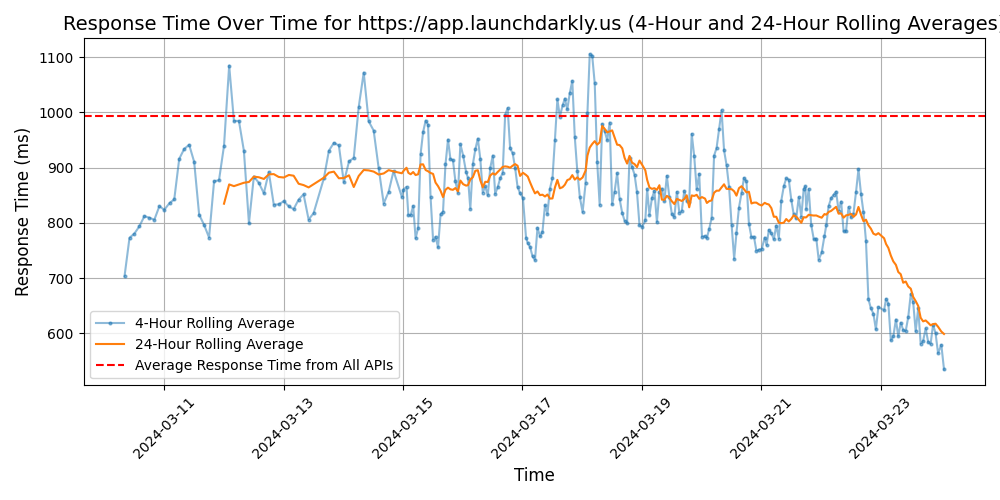 Response Time Over Time for https://app.launchdarkly.us (4-Hour and 24-Hour Rolling Averages)
Response Time (ms)
1100
1000
900
800
700
600
4-Hour Rolling Average
24-Hour Rolling Average
Average Response Time from All APIs
2024-03-11
2024-03-13
2024-03-15
2024-03-17
2024-03-19
2024-03-21
2024-03-23
Time